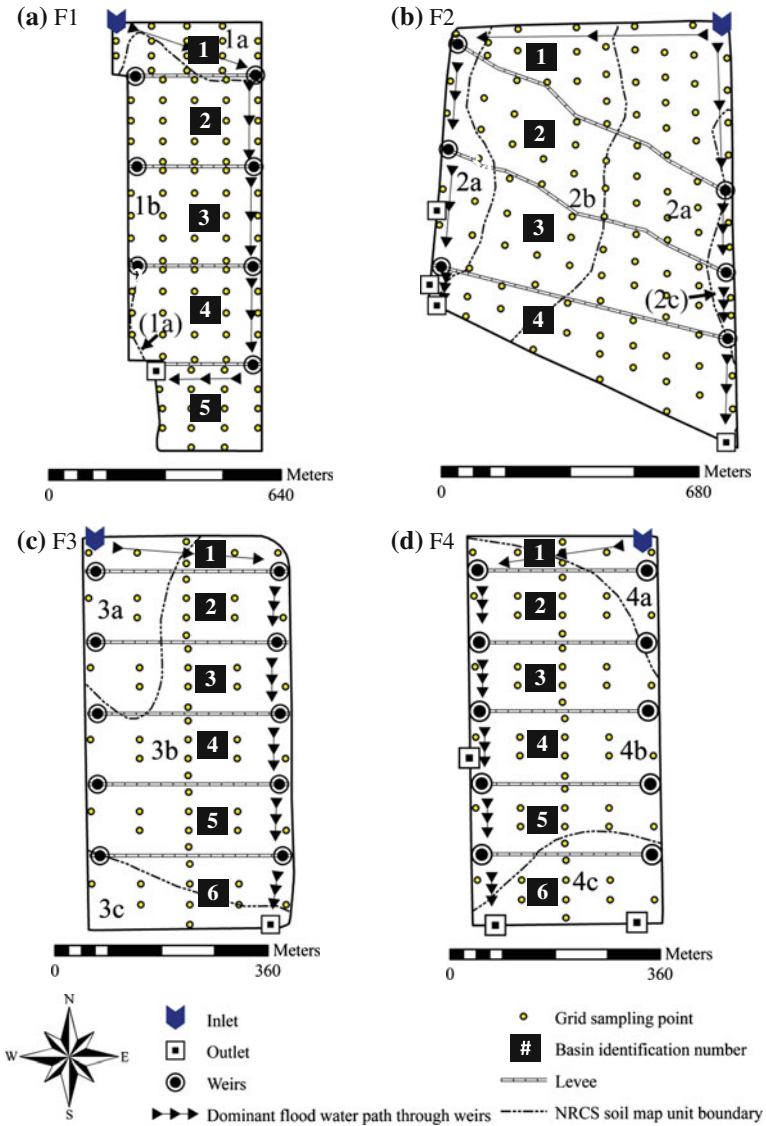 (a) F1
1
1a
2
1b
3
4
(1a)
5
Meters
0
640
(b) F2
1
2
2a
2b
2a
3
(2c)
4
Meters
0
680
(c) F3
1
3a
2
3
3b
4
5
6
3c
Meters
0
360
(d) F4
1
4a
2
3
4
4b
5
6
4c
Meters
0
360
N
W E
S
Inlet
Outlet
Weirs
Dominant flood water path through weirs
Grid sampling point
# Basin identification number
Levee
NRCS soil map unit boundary